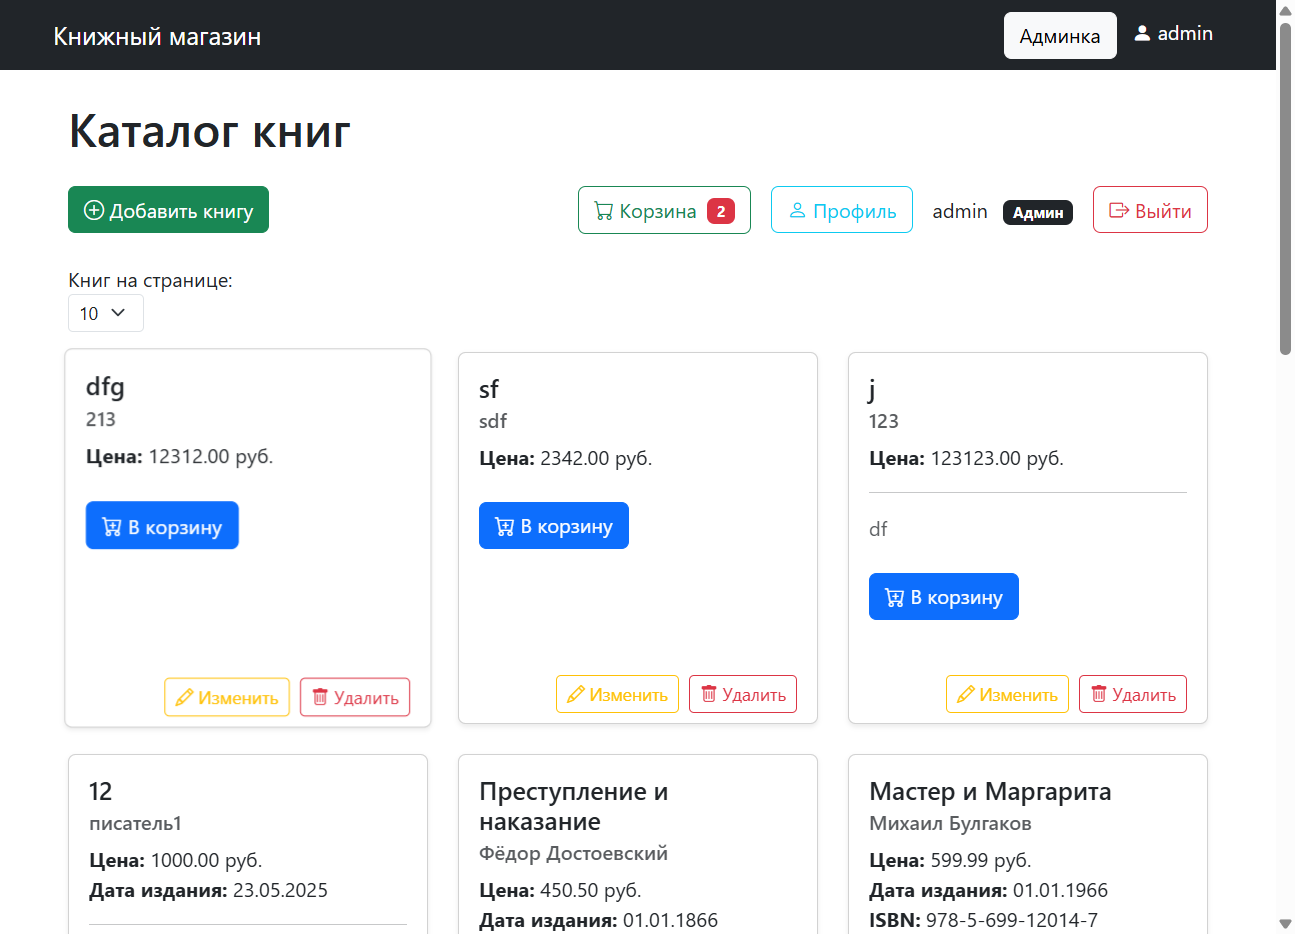 Книжный магазин
Админка
admin
Каталог книг
Добавить книгу
Корзина 2
Профиль
admin Админ
Выйти
Книг на странице:
10
dfg
213
Цена: 12312.00 руб.
В корзину
Изменить
Удалить
sf
sdf
Цена: 2342.00 руб.
В корзину
Изменить
Удалить
j
123
Цена: 123123.00 руб.
df
В корзину
Изменить
Удалить
12
писатель1
Цена: 1000.00 руб.
Дата издания: 23.05.2025
Преступление и
наказание
Фёдор Достоевский
Цена: 450.50 руб.
Дата издания: 01.01.1866
Мастер и Маргарита
Михаил Булгаков
Цена: 599.99 руб.
Дата издания: 01.01.1966
ISBN: 978-5-699-12014-7